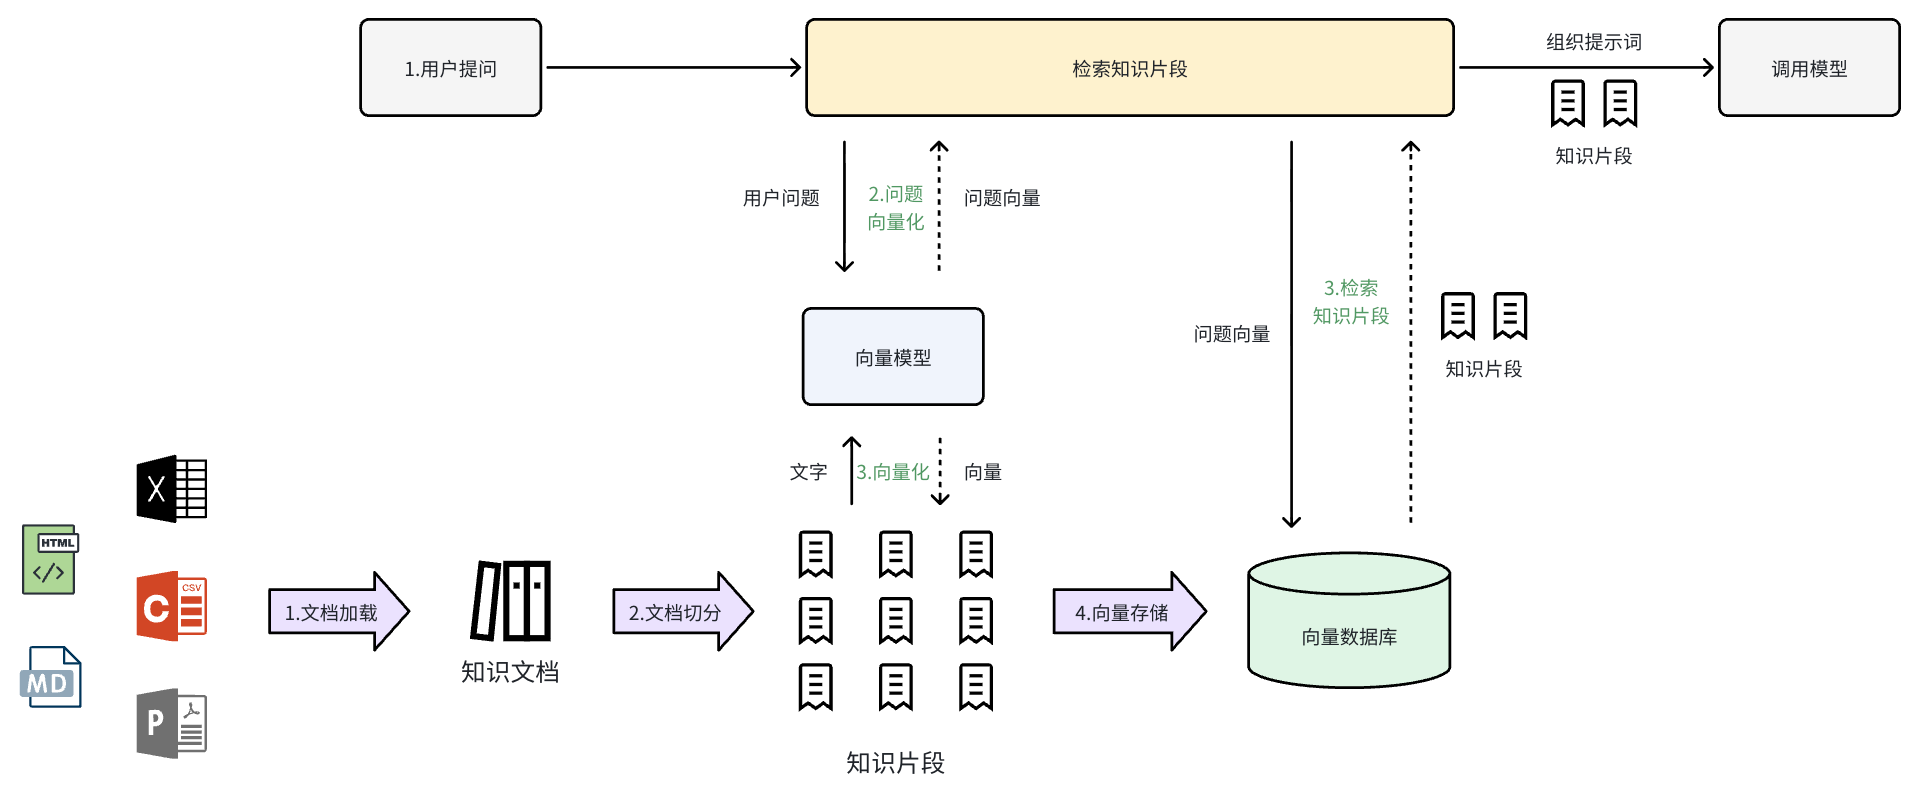 1.用户提问
检索知识片段
组织提示词
调用模型
知识片段
用户问题
2.问题
向量化
问题向量
问题向量
3.检索
知识片段
知识片段
向量模型
文字
3.向量化
向量
X
HTML
</>
C
CSV
MD
P
1.文档加载
知识文档
2.文档切分
知识片段
4.向量存储
向量数据库